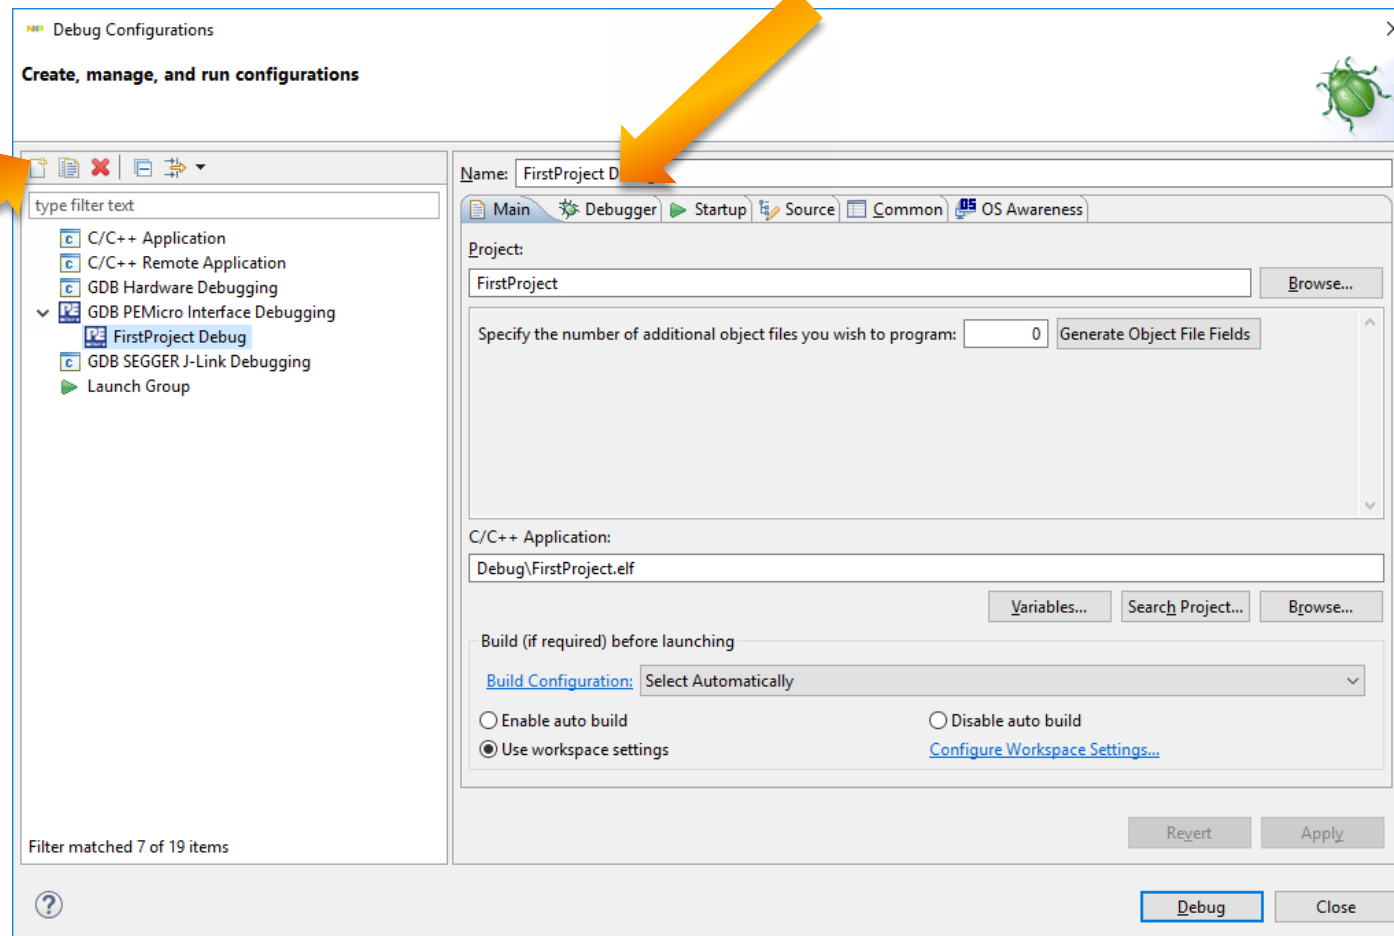 NXP Debug Configurations
Create, manage, and run configurations
type filter text
C/C++ Application
C/C++ Remote Application
GDB Hardware Debugging
GDB PEMicro Interface Debugging
FirstProject Debug
GDB SEGGER J-Link Debugging
Launch Group
Filter matched 7 of 19 items
Name: FirstProject D
Main Debugger Startup Source Common OS Awareness
Project:
FirstProject Browse...
Specify the number of additional object files you wish to program: 0 Generate Object File Fields
C/C++ Application:
Debug\FirstProject.elf
Variables... Search Project... Browse...
Build (if required) before launching
Build Configuration: Select Automatically
Enable auto build Disable auto build
Use workspace settings Configure Workspace Settings...
Revert Apply
Debug Close